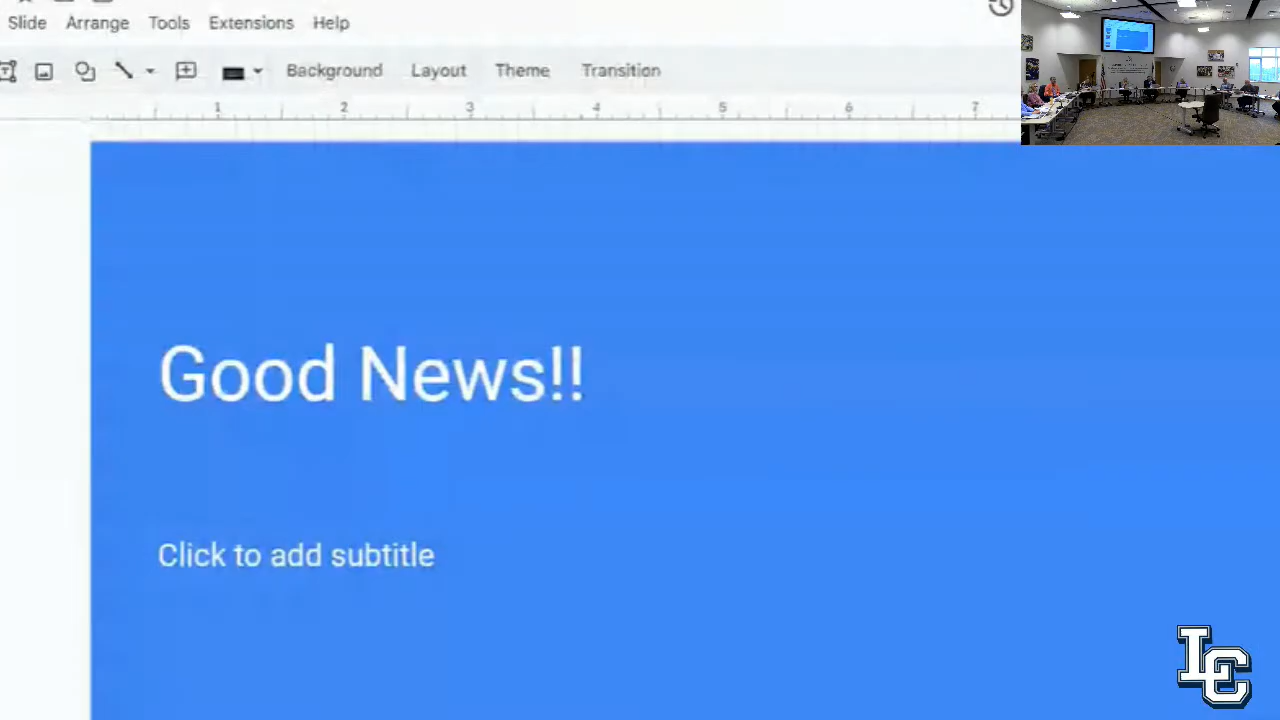 Slide Arrange Tools Extensions Help
Background Layout Theme Transition
1 2 3 4 5 6 7
Good News!!
Click to add subtitle
LC